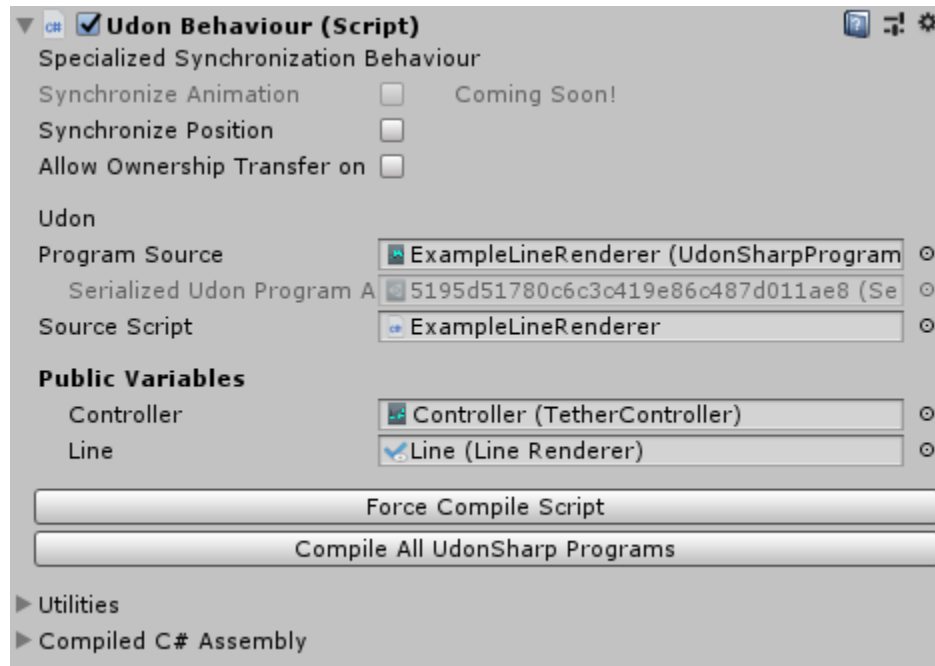 Udon Behaviour (Script)
Specialized Synchronization Behaviour
Synchronize Animation Coming Soon!
Synchronize Position
Allow Ownership Transfer on
Udon
Program Source ExampleLineRenderer (UdonSharpProgram
Serialized Udon Program A 5195d51780c6c3c419e86c487d011ae8 (Se
Source Script ExampleLineRenderer
Public Variables
Controller Controller (TetherController)
Line Line (Line Renderer)
Force Compile Script
Compile All UdonSharp Programs
Utilities
Compiled C# Assembly